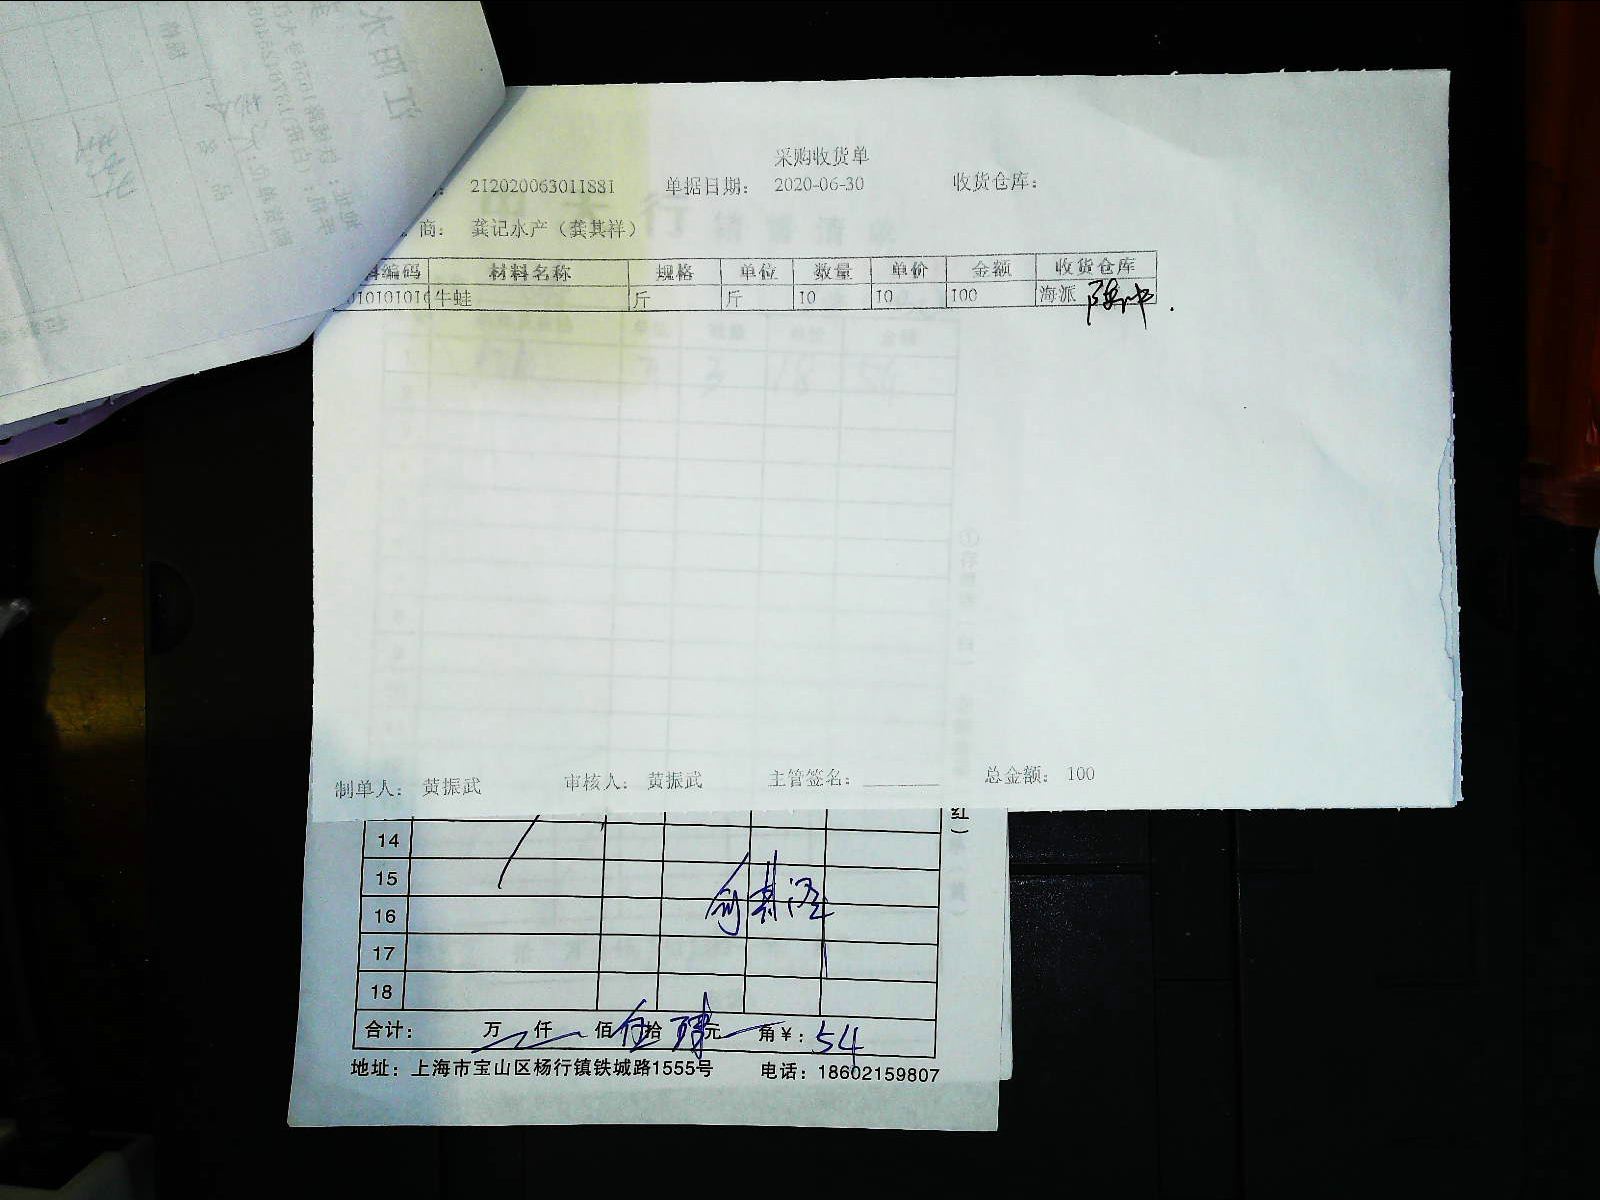 采购收货单
212020063011881 单据日期: 2020-06-30 收货仓库:
商: 龚记水产（龚其祥）
编码 材料名称 规格 单位 数量 单价 金额 收货仓库
牛蛙 斤 斤 10 10 100 海派
制单人: 黄振武 审核人: 黄振武 主管签名: 总金额: 100
14
15
16
17
18
合计: 万 仟 佰 伍拾肆元 角￥: 54
地址: 上海市宝山区杨行镇铁城路1555号 电话: 18602159807